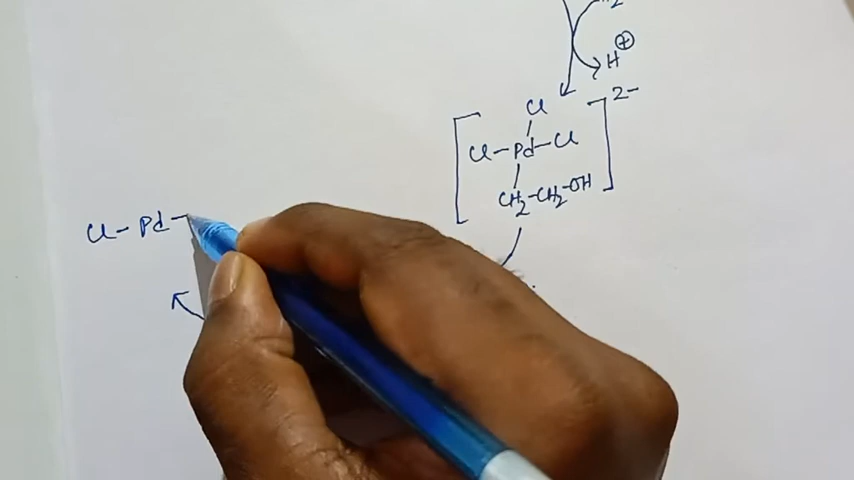 H⊕
2-
Cl
Cl-Pd-Cl
CH2-CH2-OH
Cl-Pd-